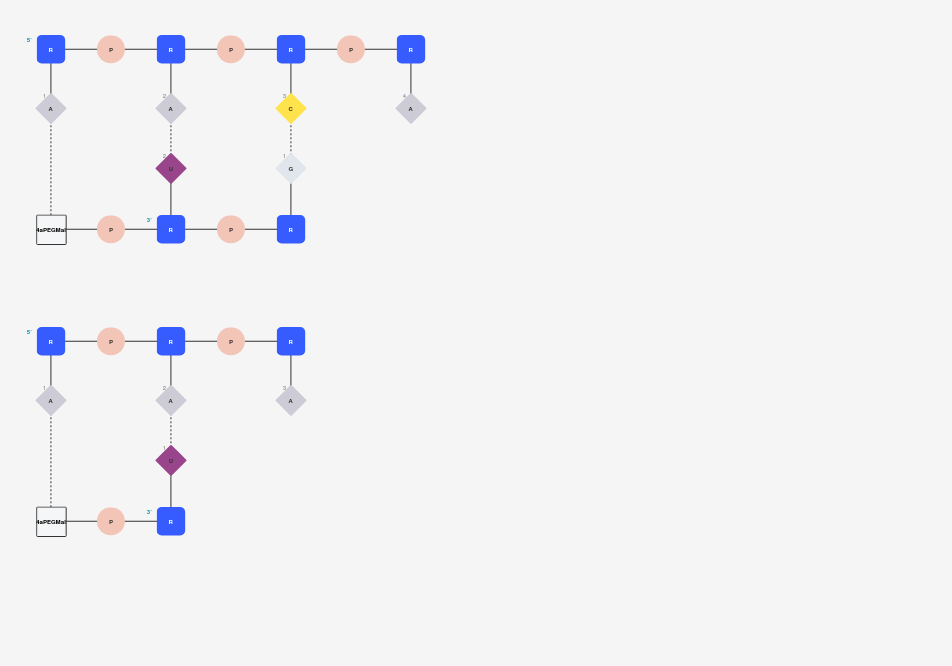 5'
R P R P R P R
1 2 3 4
A A C A
2 1
U G
3'
4aPEGMal P R P R
5'
R P R P R
1 2 3
A A A
1
U
3'
4aPEGMal P R